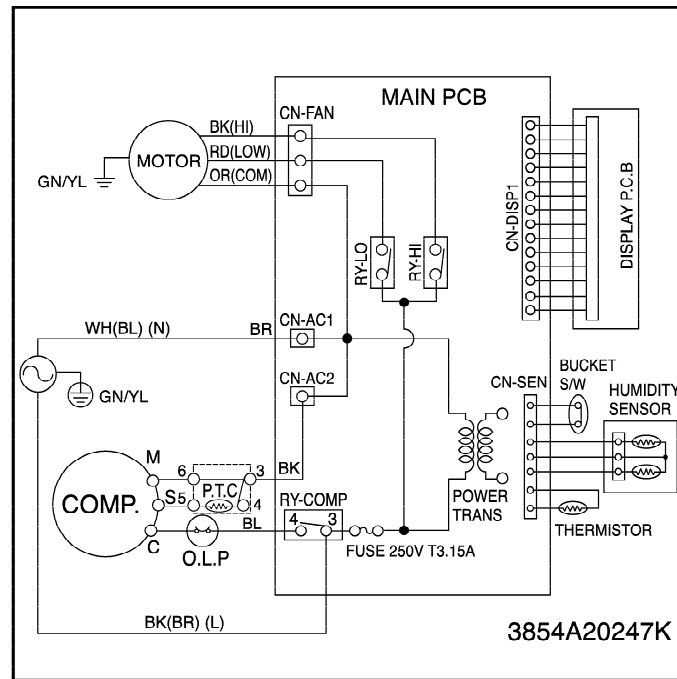 MAIN PCB
CN-FAN
BK(HI)
RD(LOW)
OR(COM)
MOTOR
GN/YL
CN-DISP1
DISPLAY P.C.B
RY-LO
RY-HI
WH(BL) (N)
BR
CN-AC1
CN-AC2
GN/YL
CN-SEN
BUCKET
S/W
HUMIDITY
SENSOR
M
6
3
BK
COMP.
S
5
P.T.C
4
RY-COMP
POWER
TRANS
C
BL
4
3
O.L.P
FUSE 250V T3.15A
THERMISTOR
BK(BR) (L)
3854A20247K